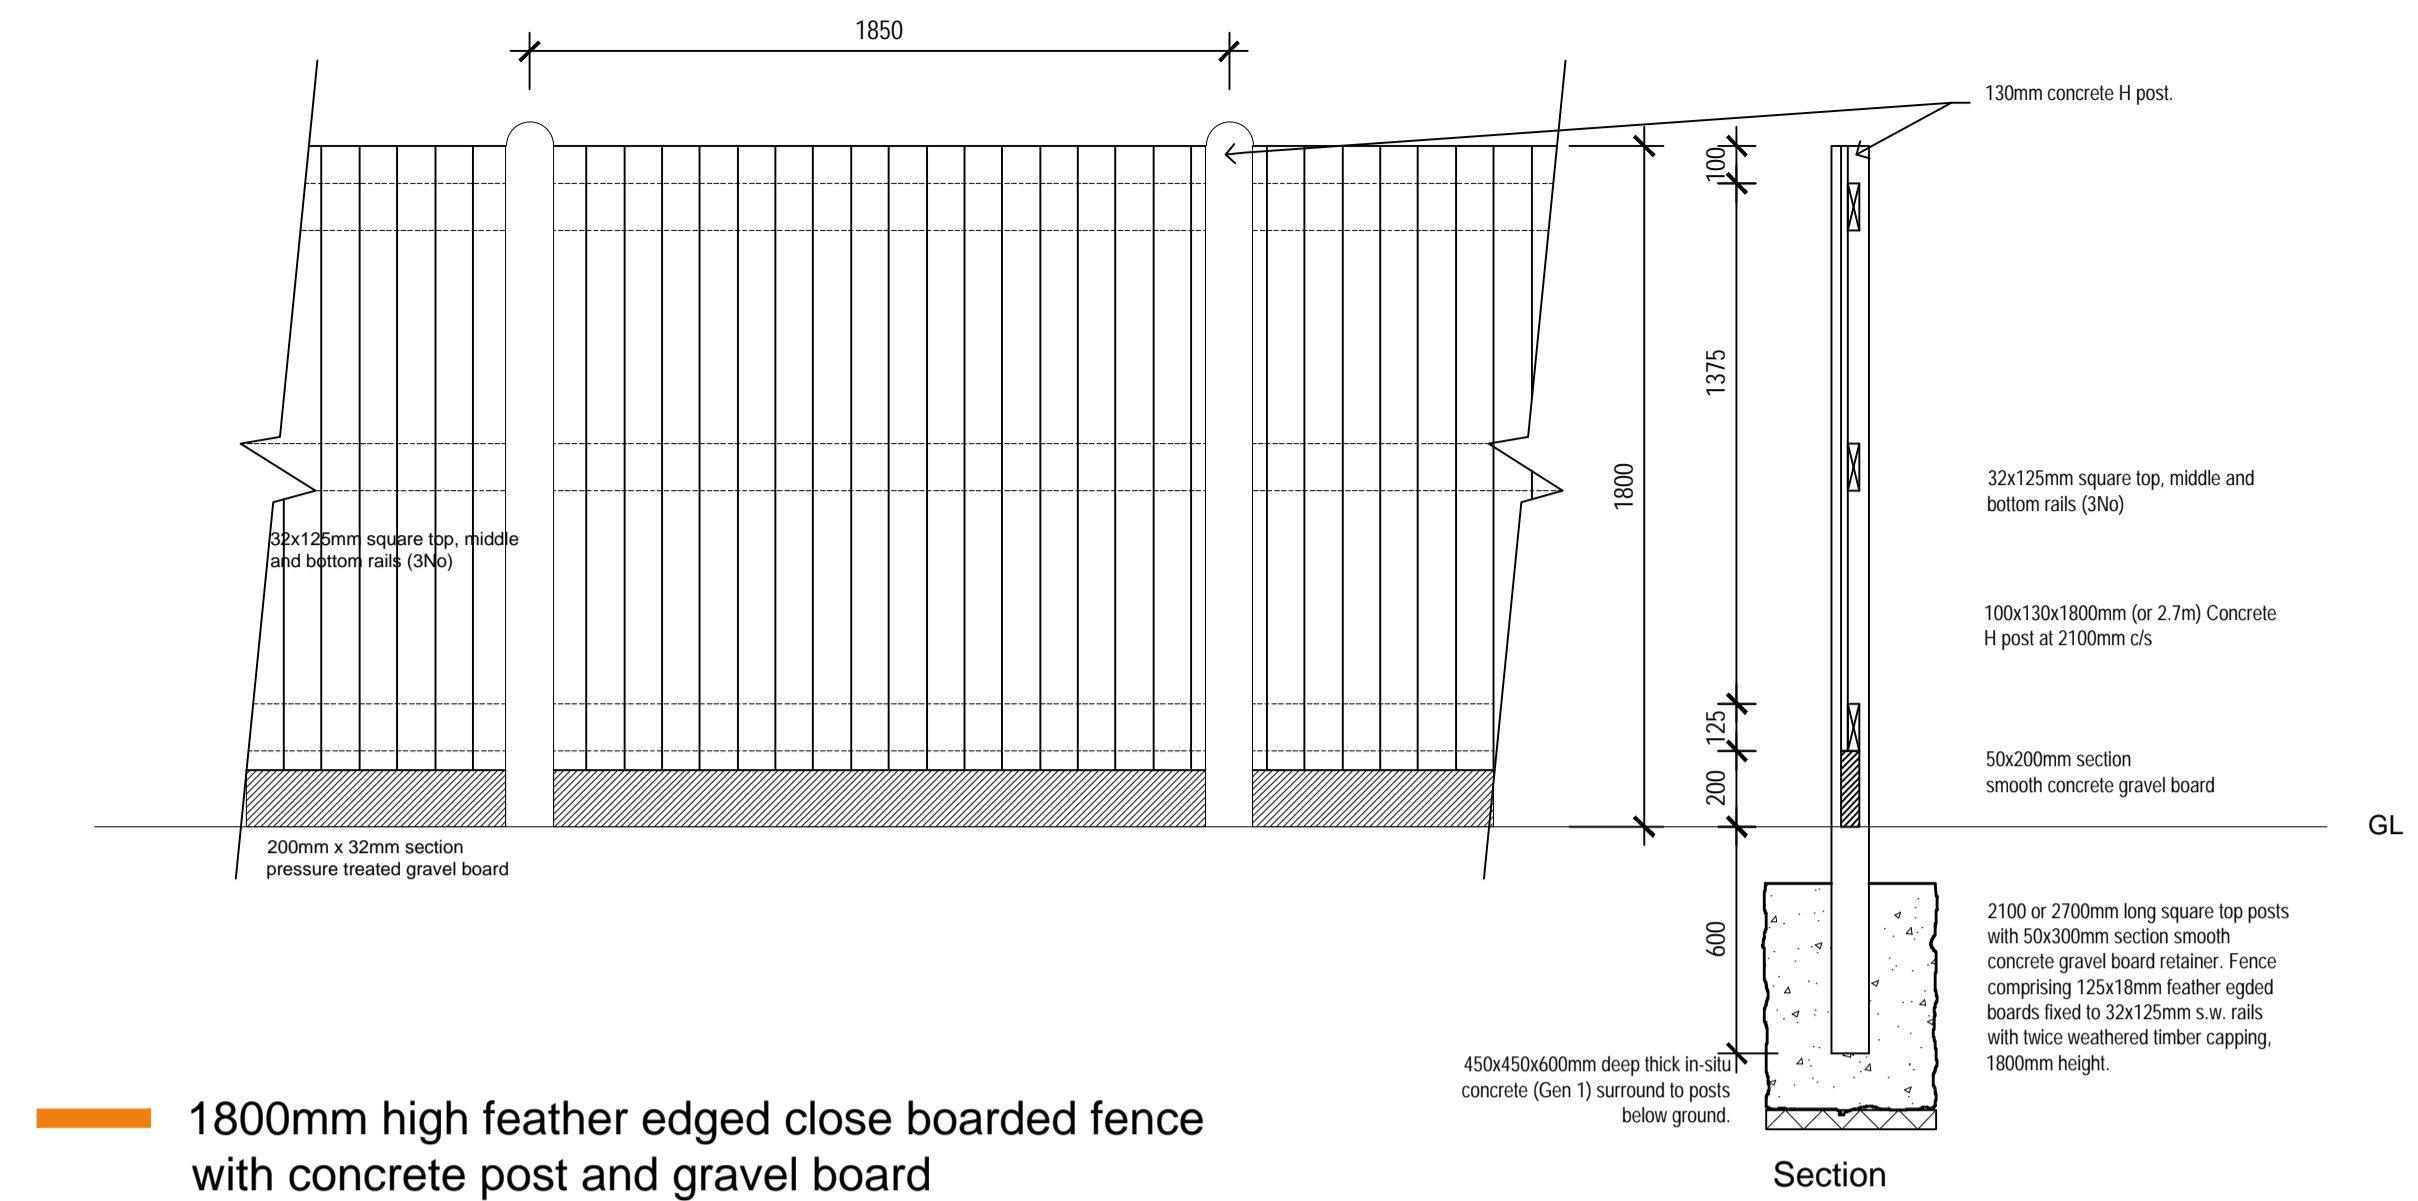 1850
130mm concrete H post.
100
1375
1800
32x125mm square top, middle and
bottom rails (3No)
32x125mm square top, middle
and bottom rails (3No)
100x130x1800mm (or 2.7m) Concrete
H post at 2100mm c/s
125
200
50x200mm section
smooth concrete gravel board
GL
200mm x 32mm section
pressure treated gravel board
600
2100 or 2700mm long square top posts
with 50x300mm section smooth
concrete gravel board retainer. Fence
comprising 125x18mm feather egded
boards fixed to 32x125mm s.w. rails
with twice weathered timber capping,
1800mm height.
450x450x600mm deep thick in-situ
concrete (Gen 1) surround to posts
below ground.
1800mm high feather edged close boarded fence
with concrete post and gravel board
Section